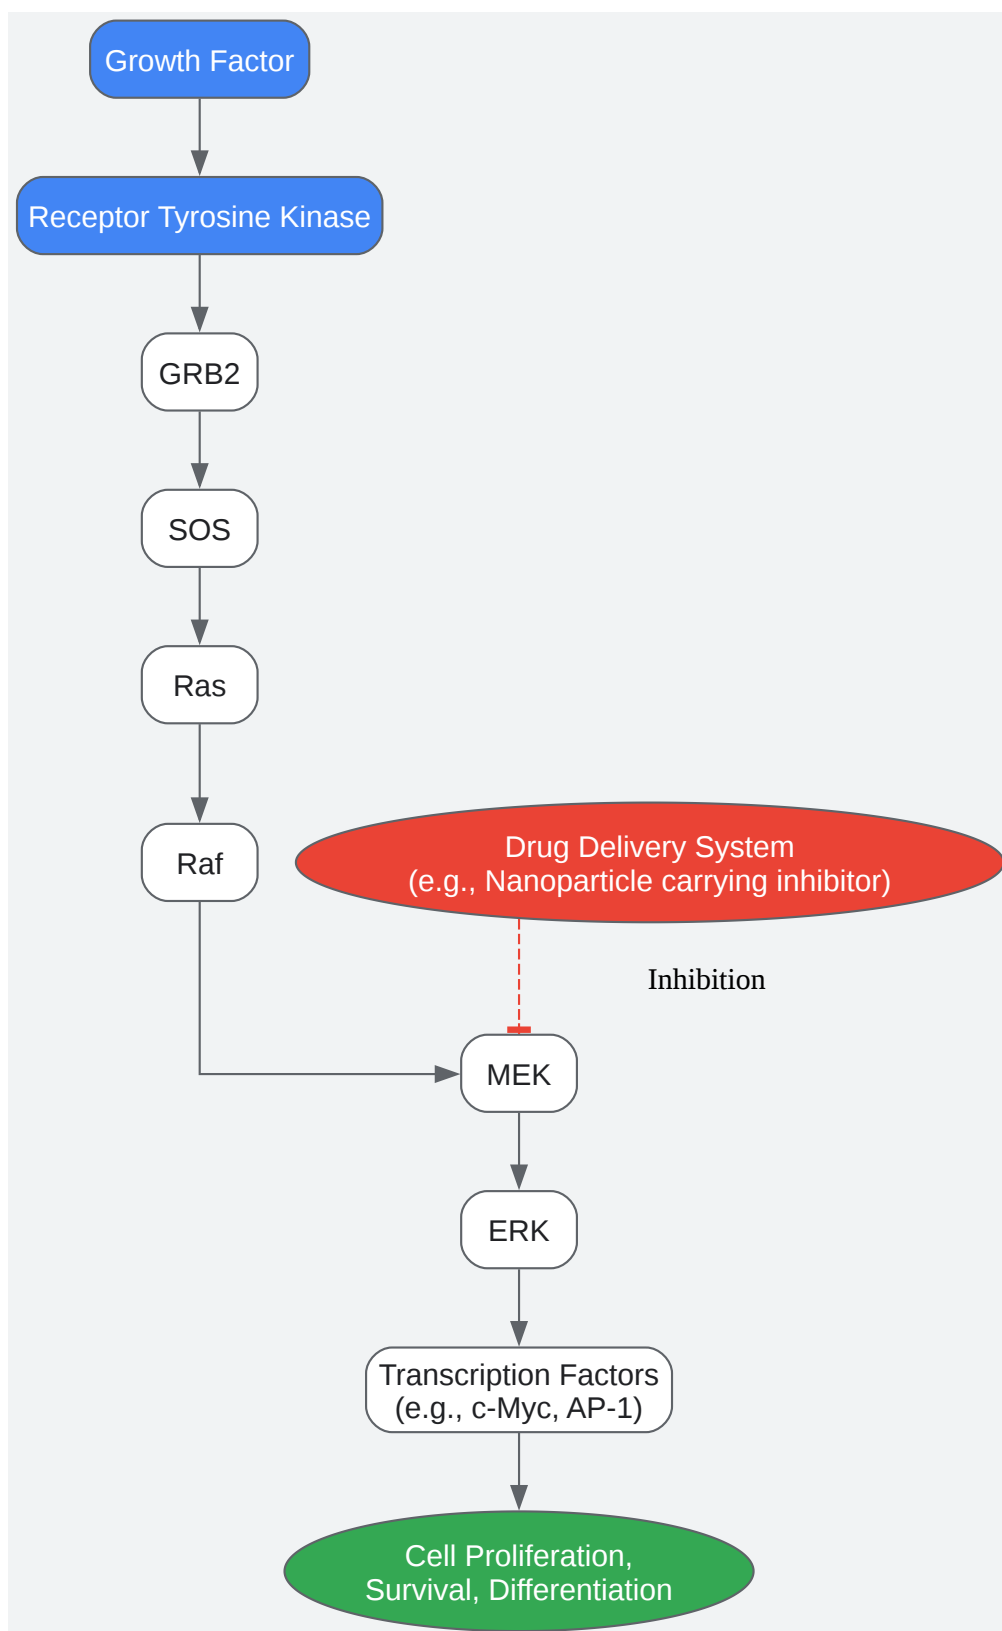 Growth Factor
Receptor Tyrosine Kinase
GRB2
SOS
Ras
Raf
Drug Delivery System
(e.g., Nanoparticle carrying inhibitor)
Inhibition
MEK
ERK
Transcription Factors
(e.g., c-Myc, AP-1)
Cell Proliferation,
Survival, Differentiation